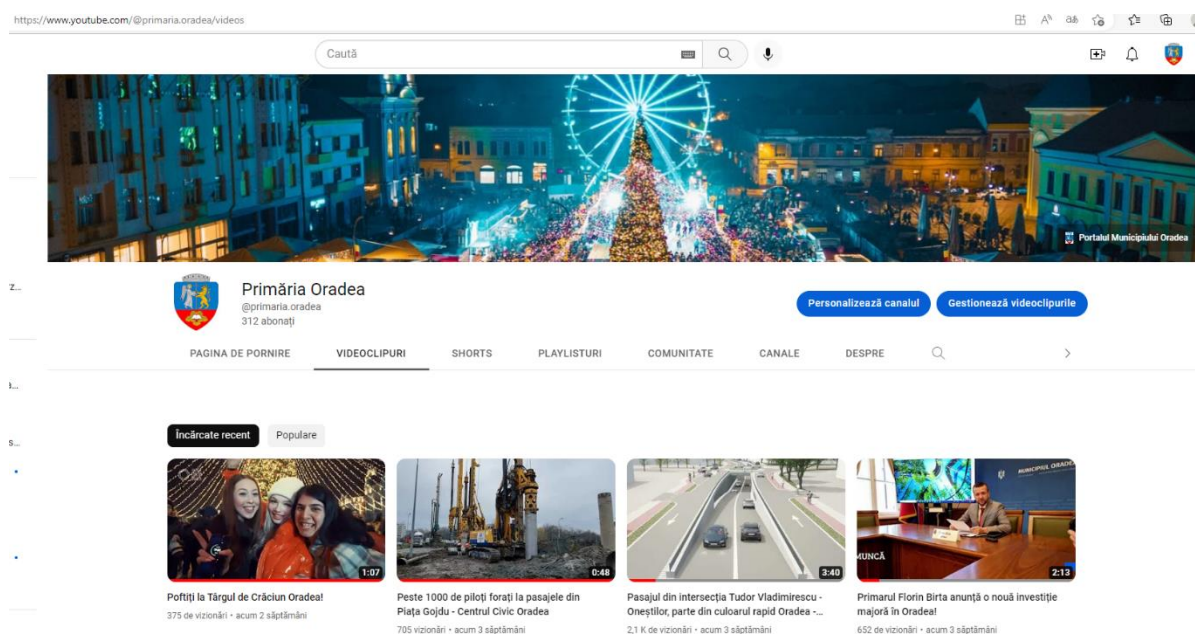 https://www.youtube.com/@primaria.oradea/videos
Caută
Portalul Municipiului Oradea
Primăria Oradea
@primaria.oradea
312 abonați
Personalizează canalul
Gestionează videoclipurile
PAGINA DE PORNIRE VIDEOCLIPURI SHORTS PLAYLISTURI COMUNITATE CANALE DESPRE
Încărcate recent Populare
MUNICIPIUL ORADEA
MUNCĂ
1:07 0:48 3:40 2:13
Poftiți la Târgul de Crăciun Oradea!
375 de vizionări • acum 2 săptămâni
Peste 1000 de piloți forați la pasajele din
Piața Gojdu - Centrul Civic Oradea
705 vizionări • acum 3 săptămâni
Pasajul din intersecția Tudor Vladimirescu -
Oneștilor, parte din culoarul rapid Oradea -...
2,1 K de vizionări • acum 3 săptămâni
Primarul Florin Birta anunță o nouă investiție
majoră în Oradea!
652 de vizionări • acum 3 săptămâni